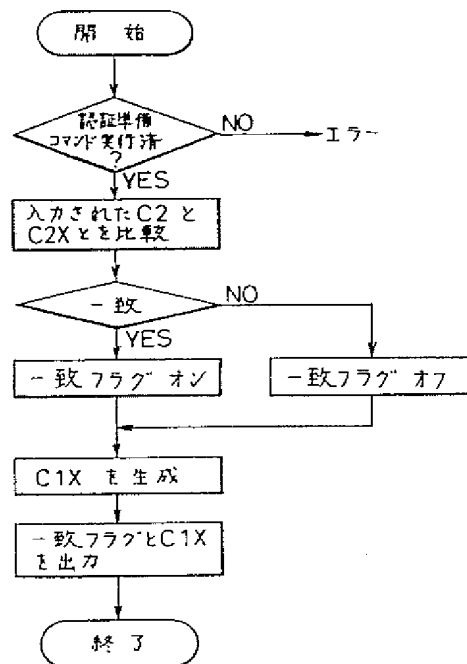 開始
認証準備
コマンド実行済
?
NO
エラー
YES
入力されたC2と
C2Xとを比較
一致
NO
YES
一致フラグ オン
一致フラグ オフ
C1X を生成
一致フラグとC1X
を出力
終了